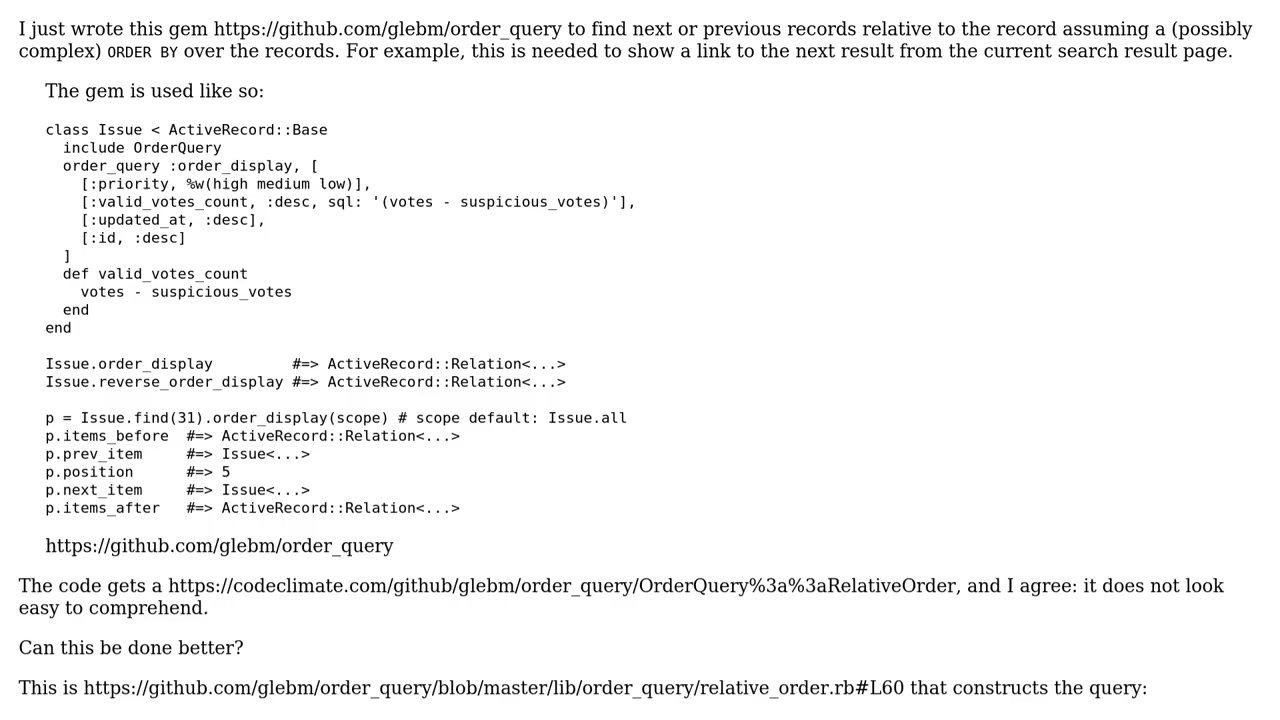 I just wrote this gem https://github.com/glebm/order_query to find next or previous records relative to the record assuming a (possibly
complex) ORDER BY over the records. For example, this is needed to show a link to the next result from the current search result page.
The gem is used like so:
class Issue < ActiveRecord::Base
  include OrderQuery
  order_query :order_display, [
    [:priority, %w(high medium low)],
    [:valid_votes_count, :desc, sql: '(votes - suspicious_votes)'],
    [:updated_at, :desc],
    [:id, :desc]
  ]
  def valid_votes_count
    votes - suspicious_votes
  end
end
Issue.order_display         #=> ActiveRecord::Relation<...>
Issue.reverse_order_display #=> ActiveRecord::Relation<...>
p = Issue.find(31).order_display(scope) # scope default: Issue.all
p.items_before  #=> ActiveRecord::Relation<...>
p.prev_item     #=> Issue<...>
p.position      #=> 5
p.next_item     #=> Issue<...>
p.items_after   #=> ActiveRecord::Relation<...>
https://github.com/glebm/order_query
The code gets a https://codeclimate.com/github/glebm/order_query/OrderQuery%3a%3aRelativeOrder, and I agree: it does not look
easy to comprehend.
Can this be done better?
This is https://github.com/glebm/order_query/blob/master/lib/order_query/relative_order.rb#L60 that constructs the query: